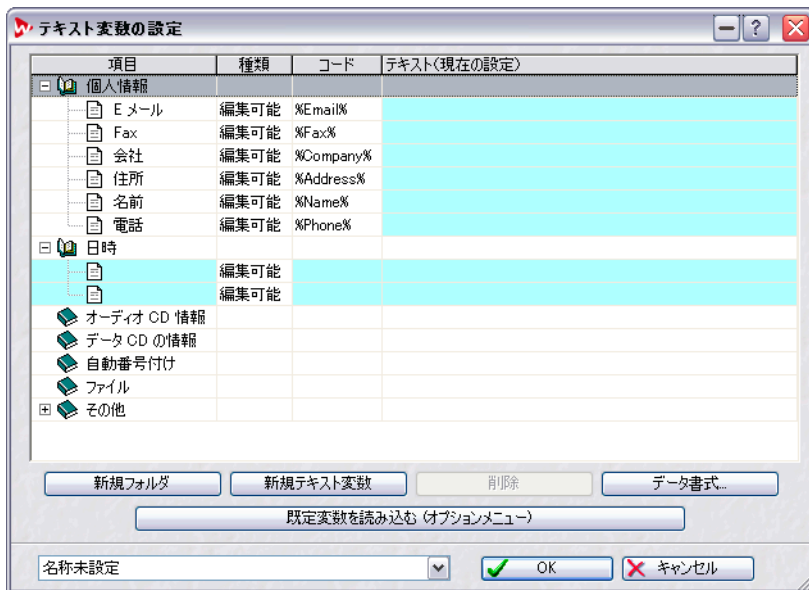 テキスト変数の設定
項目 種類 コード テキスト(現在の設定)
個人情報
E メール 編集可能 %Email%
Fax 編集可能 %Fax%
会社 編集可能 %Company%
住所 編集可能 %Address%
名前 編集可能 %Name%
電話 編集可能 %Phone%
日時
編集可能
編集可能
オーディオ CD 情報
データ CD の情報
自動番号付け
ファイル
その他
新規フォルダ 新規テキスト変数 削除 データ書式...
既定変数を読み込む (オプションメニュー)
名称未設定 OK キャンセル